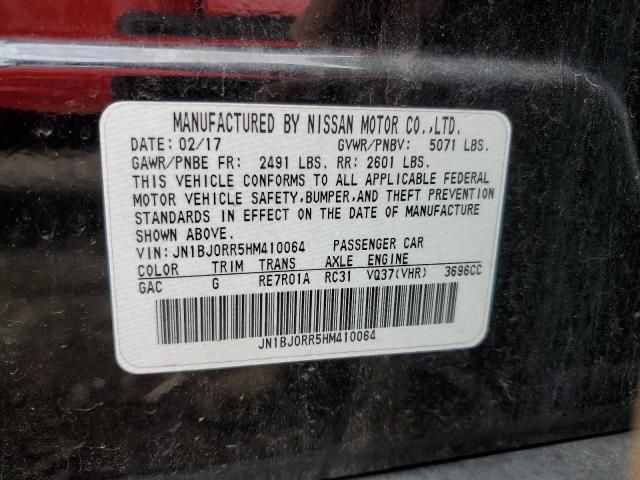 MANUFACTURED BY NISSAN MOTOR CO.,LTD.
DATE: 02/17 GVWR/PNBV: 5071 LBS.
GAWR/PNBE FR: 2491 LBS. RR: 2601 LBS.
THIS VEHICLE CONFORMS TO ALL APPLICABLE FEDERAL
MOTOR VEHICLE SAFETY,BUMPER,AND THEFT PREVENTION
STANDARDS IN EFFECT ON THE DATE OF MANUFACTURE
SHOWN ABOVE.
VIN: JN1BJ0RR5HM410064 PASSENGER CAR
COLOR TRIM TRANS AXLE ENGINE
GAC G RE7R01A RC31 VQ37(VHR) 3696CC
JN1BJ0RR5HM410064